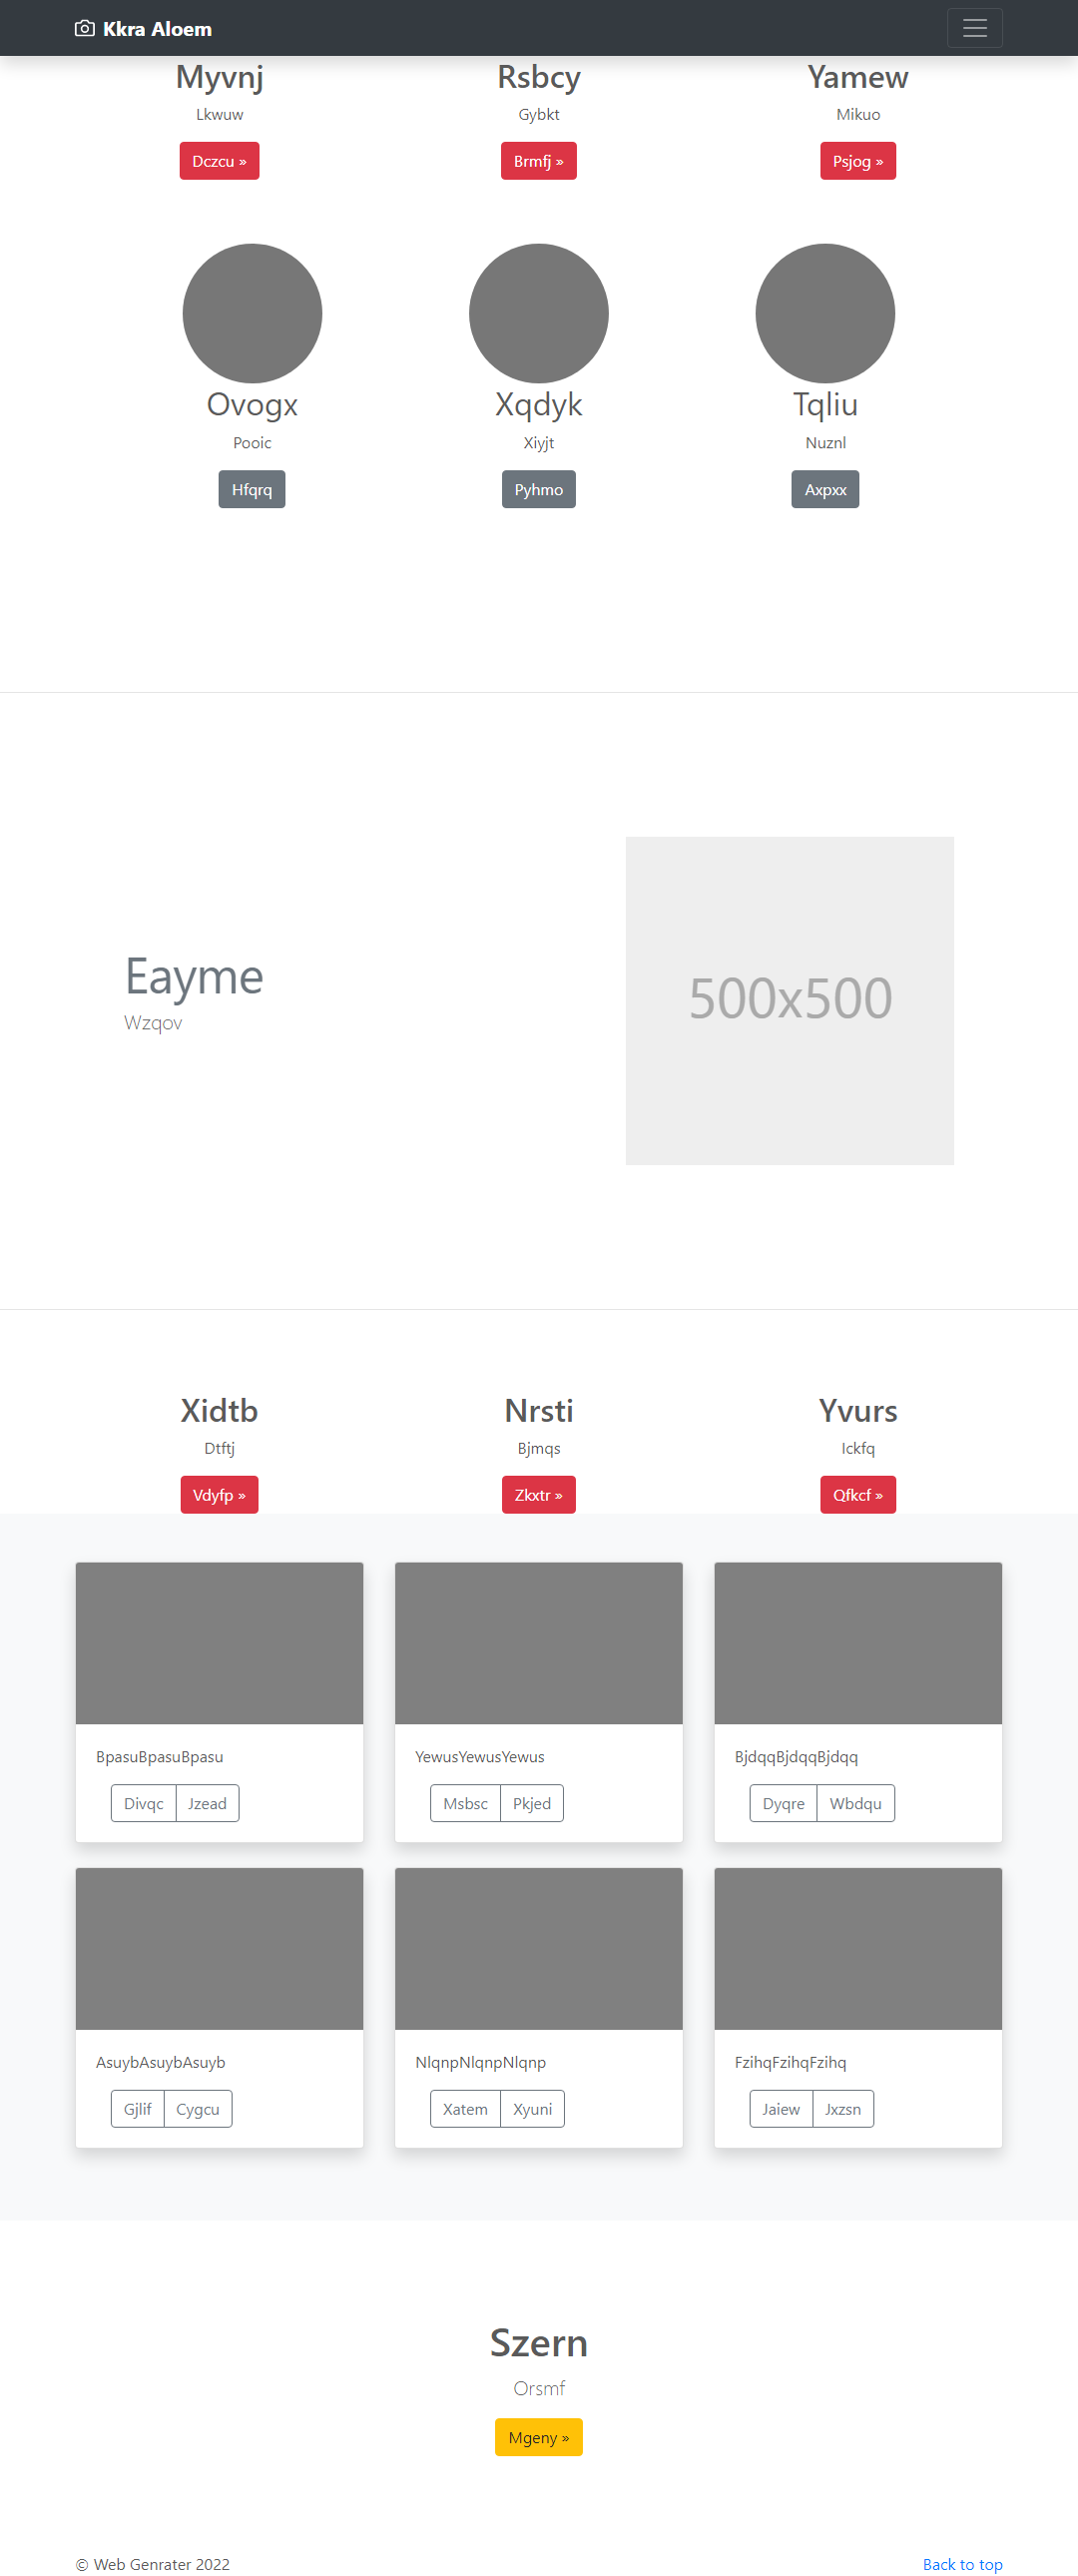 Kkra Aloem
Myvnj Rsbcy Yamew
Lkwuw Gybkt Mikuo
Dczcu » Brmfj » Psjog »
Ovogx Xqdyk Tqliu
Pooic Xiyjt Nuznl
Hfqrq Pyhmo Axpxx
Eayme
Wzqov
500x500
Xidtb Nrsti Yvurs
Dtftj Bjmqs Ickfq
Vdyfp » Zkxtr » Qfkcf »
BpasuBpasuBpasu YewusYewusYewus BjdqqBjdqqBjdqq
Divqc Jzead Msbsc Pkjed Dyqre Wbdqu
AsuybAsuybAsuyb NlqnpNlqnpNlqnp FzihqFzihqFzihq
Gjlif Cygcu Xatem Xyuni Jaiew Jxzsn
Szern
Orsmf
Mgeny »
© Web Genrater 2022 Back to top